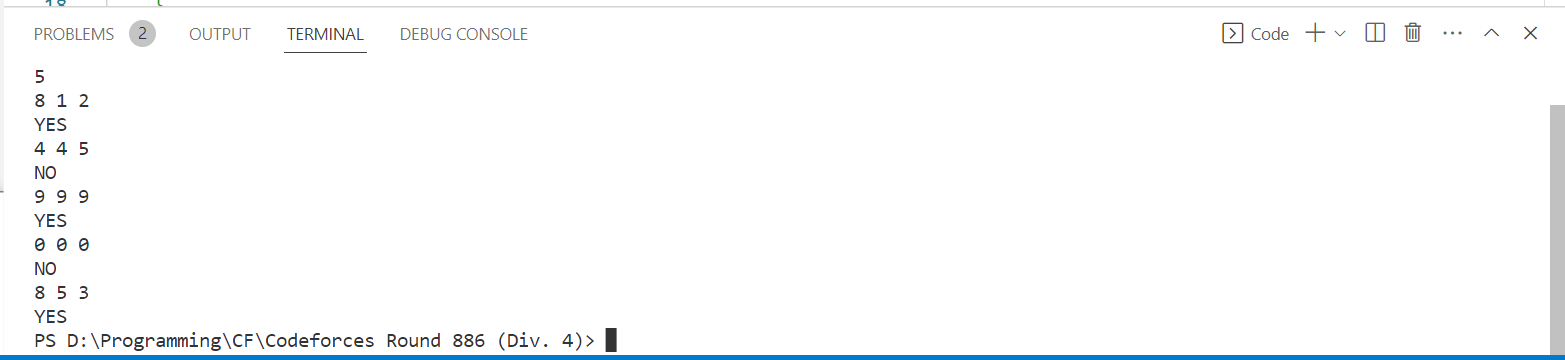 18 {
PROBLEMS 2 OUTPUT TERMINAL DEBUG CONSOLE Code
5
8 1 2
YES
4 4 5
NO
9 9 9
YES
0 0 0
NO
8 5 3
YES
PS D:\Programming\CF\Codeforces Round 886 (Div. 4)>